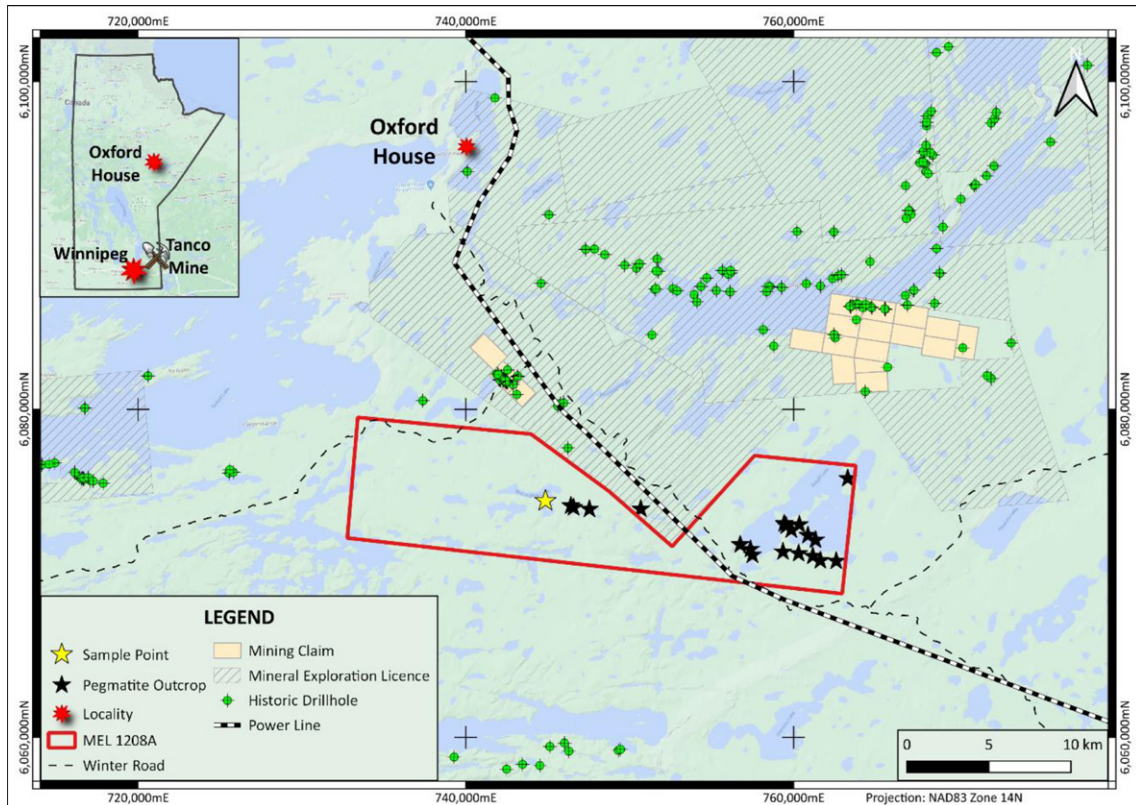 720,000mE
740,000mE
760,000mE
6,100,000mN
6,100,000mN
N
Canada
Oxford
House
Winnipeg
Tanco
Mine
Oxford
House
6,080,000mN
6,080,000mN
LEGEND
Sample Point
Pegmatite Outcrop
Locality
MEL 1208A
Winter Road
Mining Claim
Mineral Exploration Licence
Historic Drillhole
Power Line
6,060,000mN
6,060,000mN
0
5
10 km
720,000mE
740,000mE
760,000mE
Projection: NAD83 Zone 14N